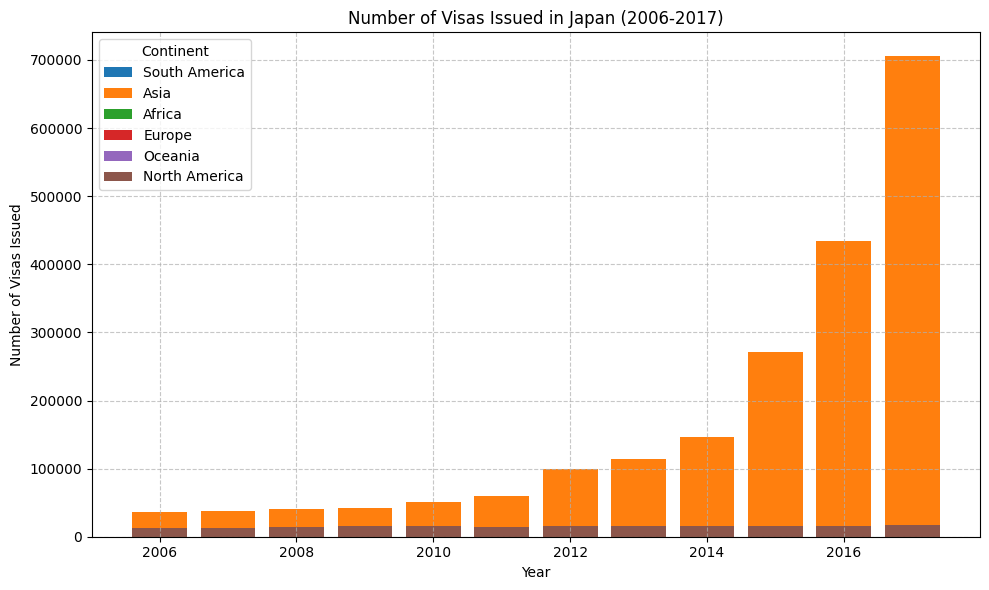 Number of Visas Issued in Japan (2006-2017)
Continent
South America
Asia
Africa
Europe
Oceania
North America
Number of Visas Issued
700000
600000
500000
400000
300000
200000
100000
0
2006 2008 2010 2012 2014 2016
Year